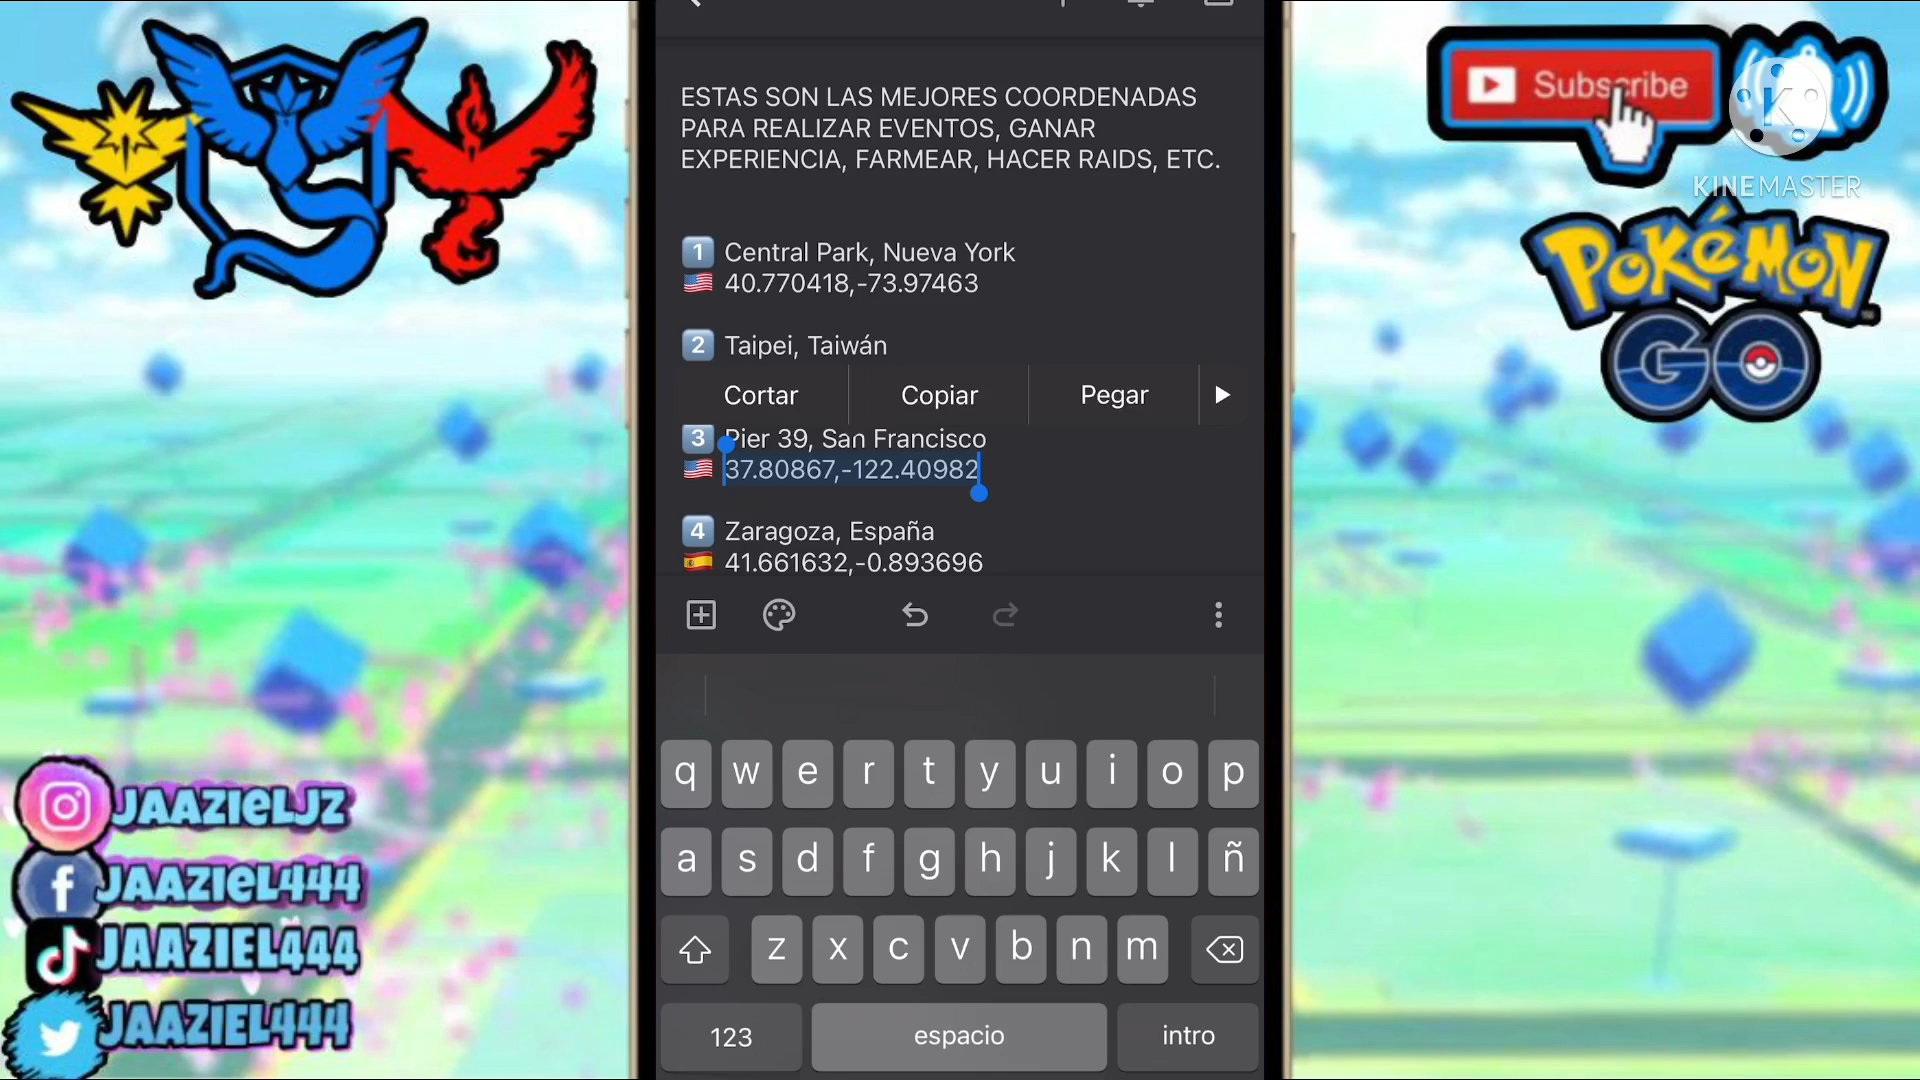 ESTAS SON LAS MEJORES COORDENADAS
PARA REALIZAR EVENTOS, GANAR
EXPERIENCIA, FARMEAR, HACER RAIDS, ETC.
1 Central Park, Nueva York
40.770418,-73.97463
2 Taipei, Taiwán
Cortar Copiar Pegar
3 Pier 39, San Francisco
37.80867,-122.40982
4 Zaragoza, España
41.661632,-0.893696
q w e r t y u i o p
a s d f g h j k l ñ
z x c v b n m
123 espacio intro
Subscribe
K
KINEMASTER
POKéMON
TM
GO
JAAZIELJZ
f JAAZIEL444
JAAZIEL444
JAAZIEL444